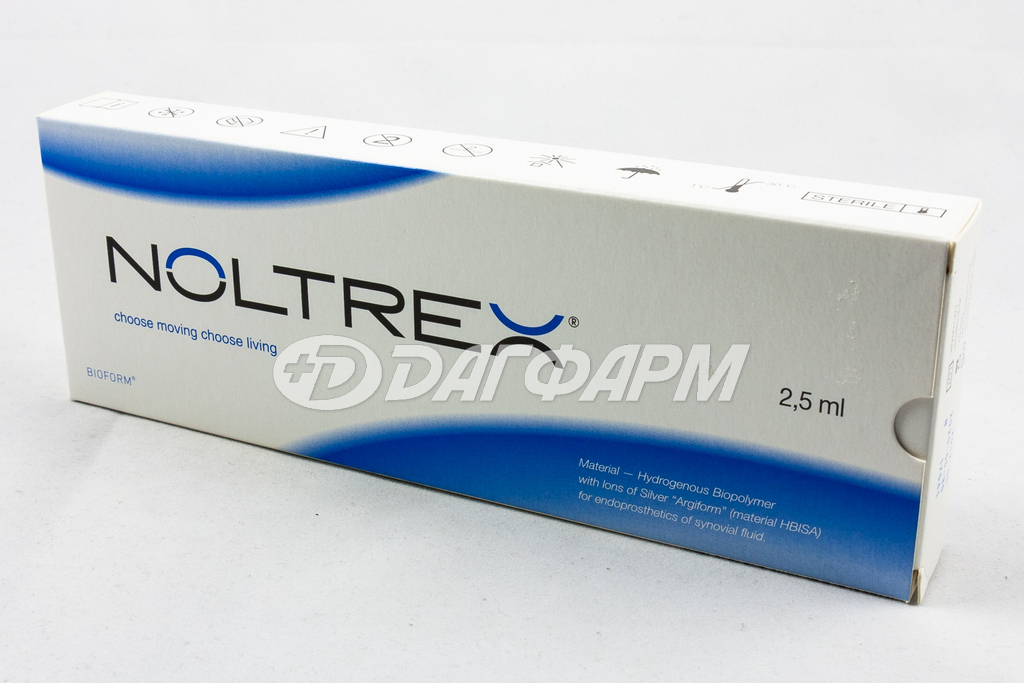 STERILE
NOLTREX®
choose moving choose living
BIOFORM®
ДАГФАРМ
2,5 ml
Material — Hydrogenous Biopolymer
with Ions of Silver "Argiform" (material HBISA)
for endoprosthetics of synovial fluid.